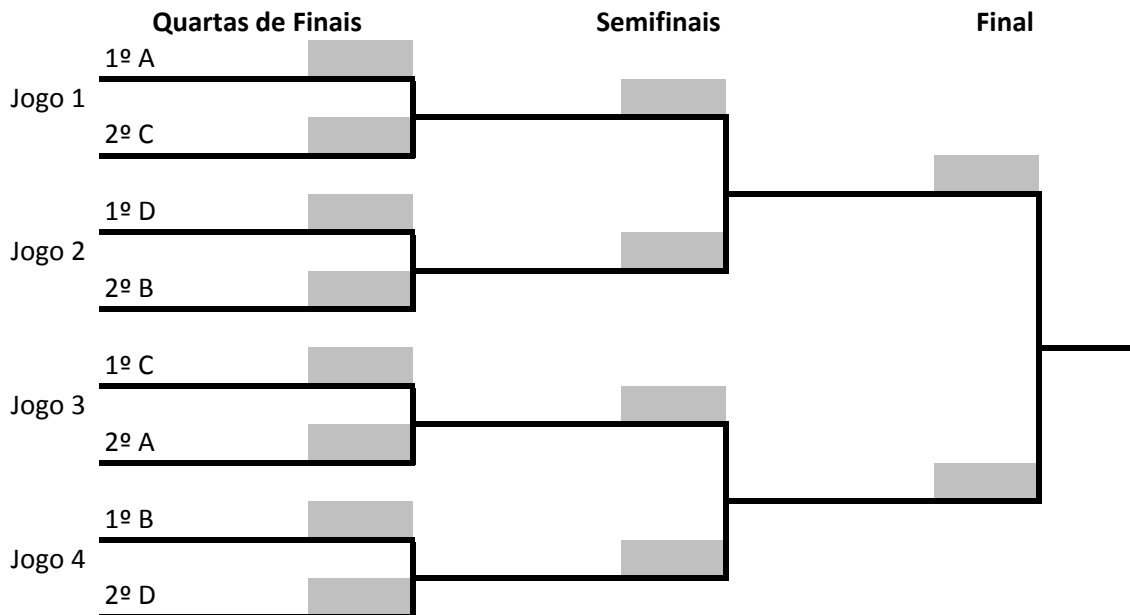 Quartas de Finais Semifinais Final
1º A
Jogo 1
2º C
1º D
Jogo 2
2º B
1º C
Jogo 3
2º A
1º B
Jogo 4
2º D